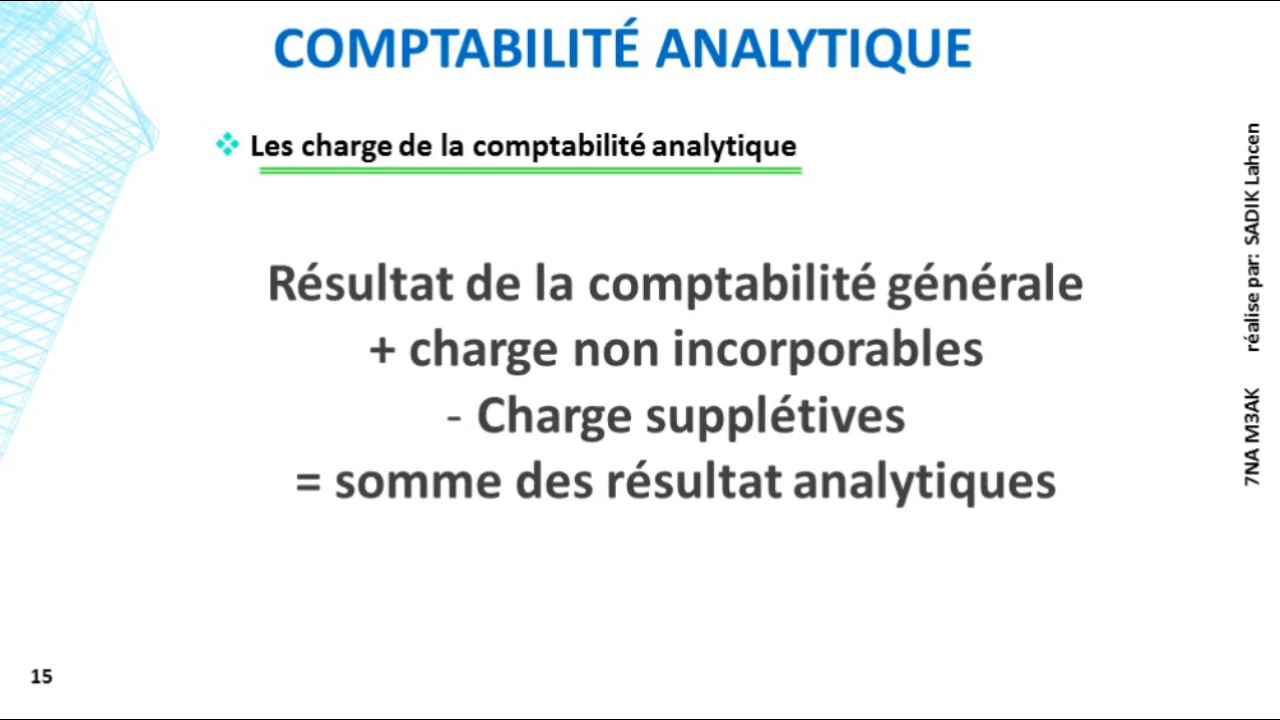 COMPTABILITÉ ANALYTIQUE
❖ Les charge de la comptabilité analytique
Résultat de la comptabilité générale
+ charge non incorporables
- Charge supplétives
= somme des résultat analytiques
7NA M3AK réalise par: SADIK Lahcen
15